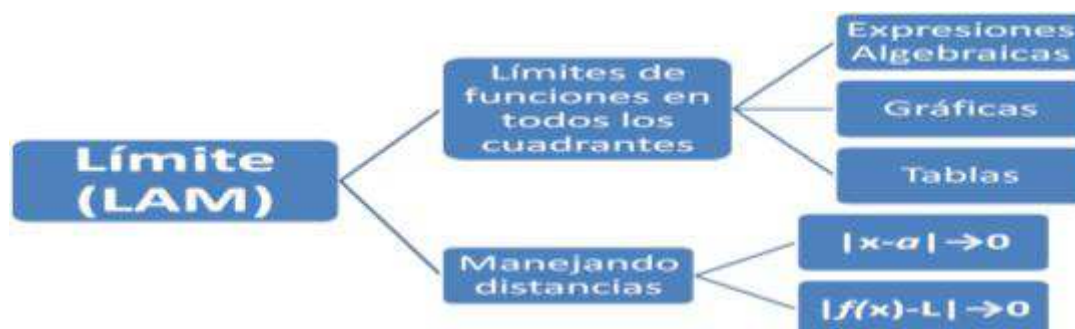 Límite
(LAM)
Límites de
funciones en
todos los
cuadrantes
Expresiones
Algebraicas
Gráficas
Tablas
Manejando
distancias
|x-a|→0
|f(x)-L|→0